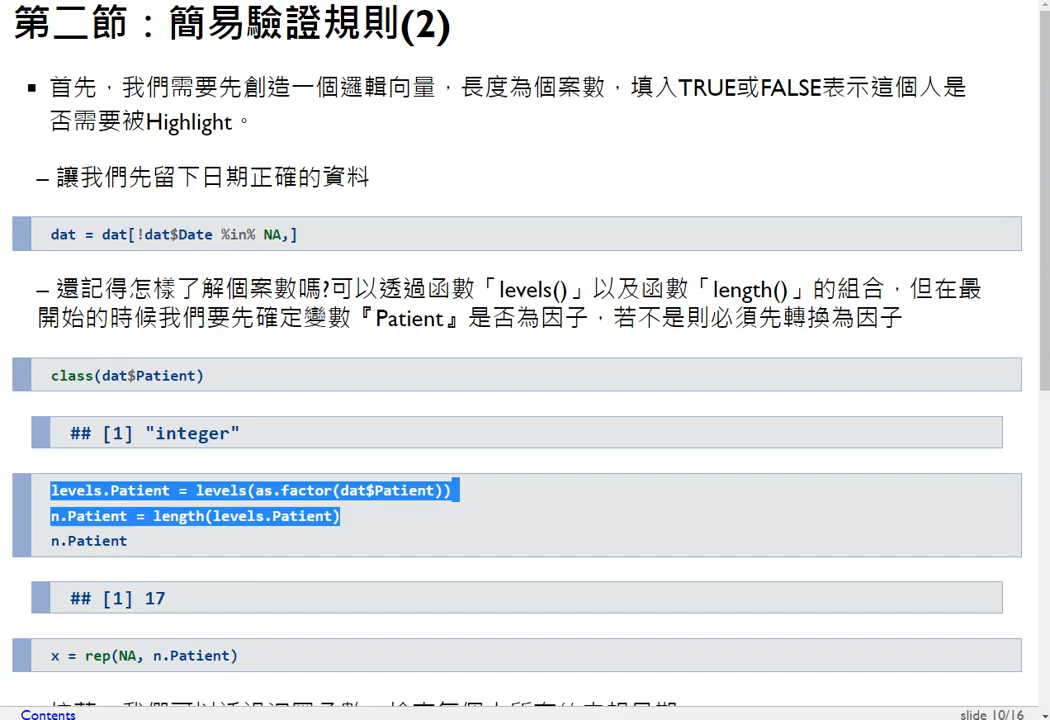 第二節：簡易驗證規則(2)
首先，我們需要先創造一個邏輯向量，長度為個案數，填入TRUE或FALSE表示這個人是
否需要被Highlight。
– 讓我們先留下日期正確的資料
dat = dat[!dat$Date %in% NA,]
– 還記得怎樣了解個案數嗎?可以透過函數「levels()」以及函數「length()」的組合，但在最
開始的時候我們要先確定變數『Patient』是否為因子，若不是則必須先轉換為因子
class(dat$Patient)
## [1] "integer"
levels.Patient = levels(as.factor(dat$Patient))
n.Patient = length(levels.Patient)
n.Patient
## [1] 17
x = rep(NA, n.Patient)
Contents
slide 10/16